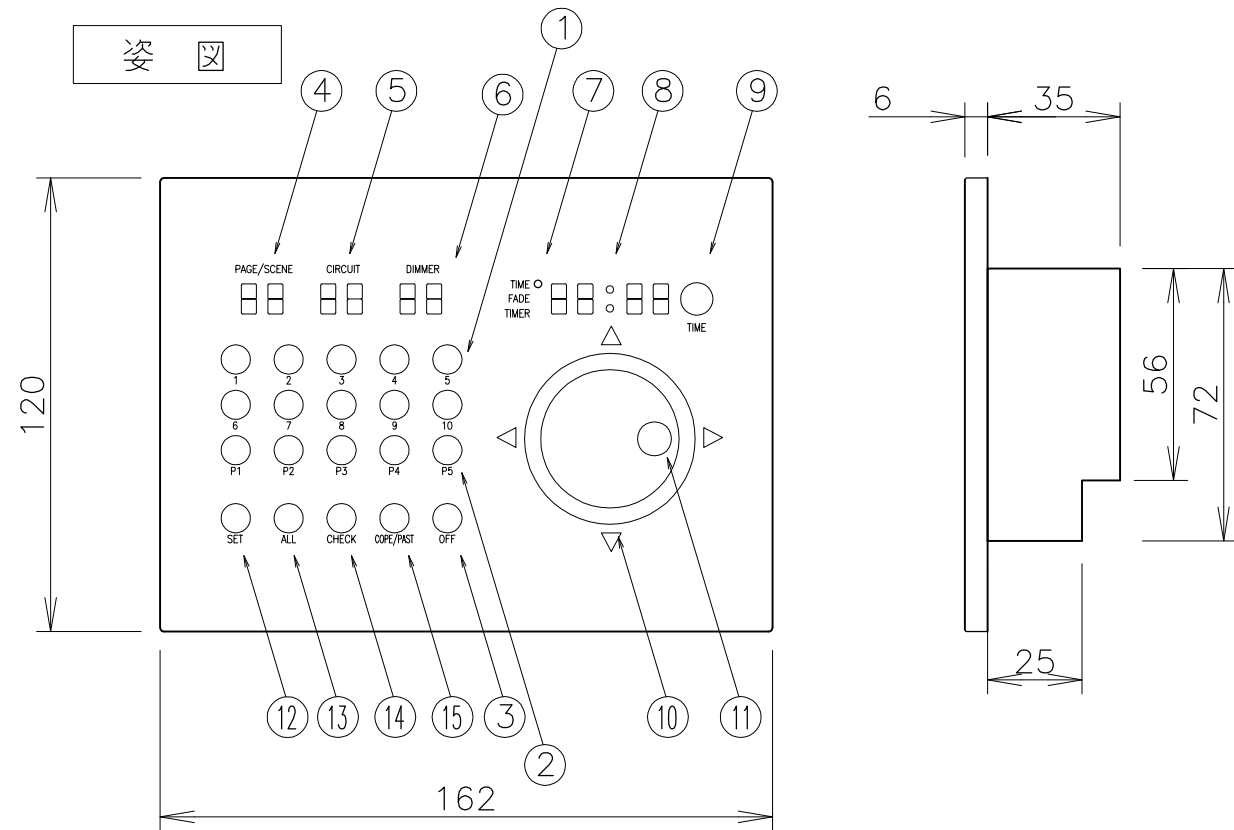 姿 図
①
④ ⑤ ⑥ ⑦ ⑧ ⑨
6 35
PAGE/SCENE CIRCUIT DIMMER
TIME
FADE
TIMER
TIME
1 2 3 4 5
6 7 8 9 10
P1 P2 P3 P4 P5
SET ALL CHECK COPE/PAST OFF
120
56
72
25
⑫ ⑬ ⑭ ⑮ ③ ⑩ ⑪
②
162